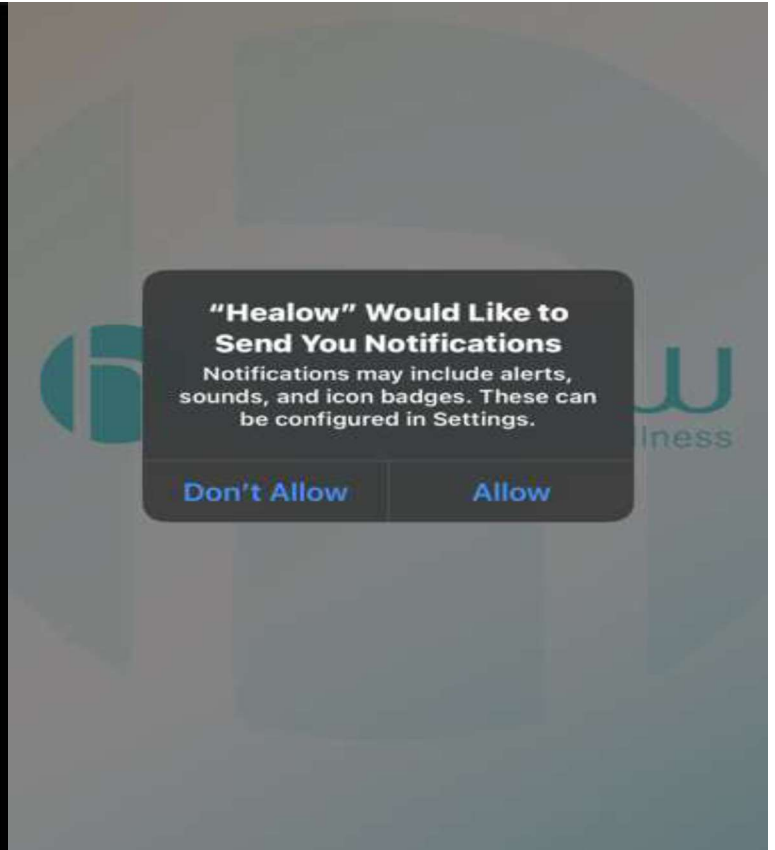 “Healow” Would Like to
Send You Notifications
Notifications may include alerts,
sounds, and icon badges. These can
be configured in Settings.
Don’t Allow
Allow